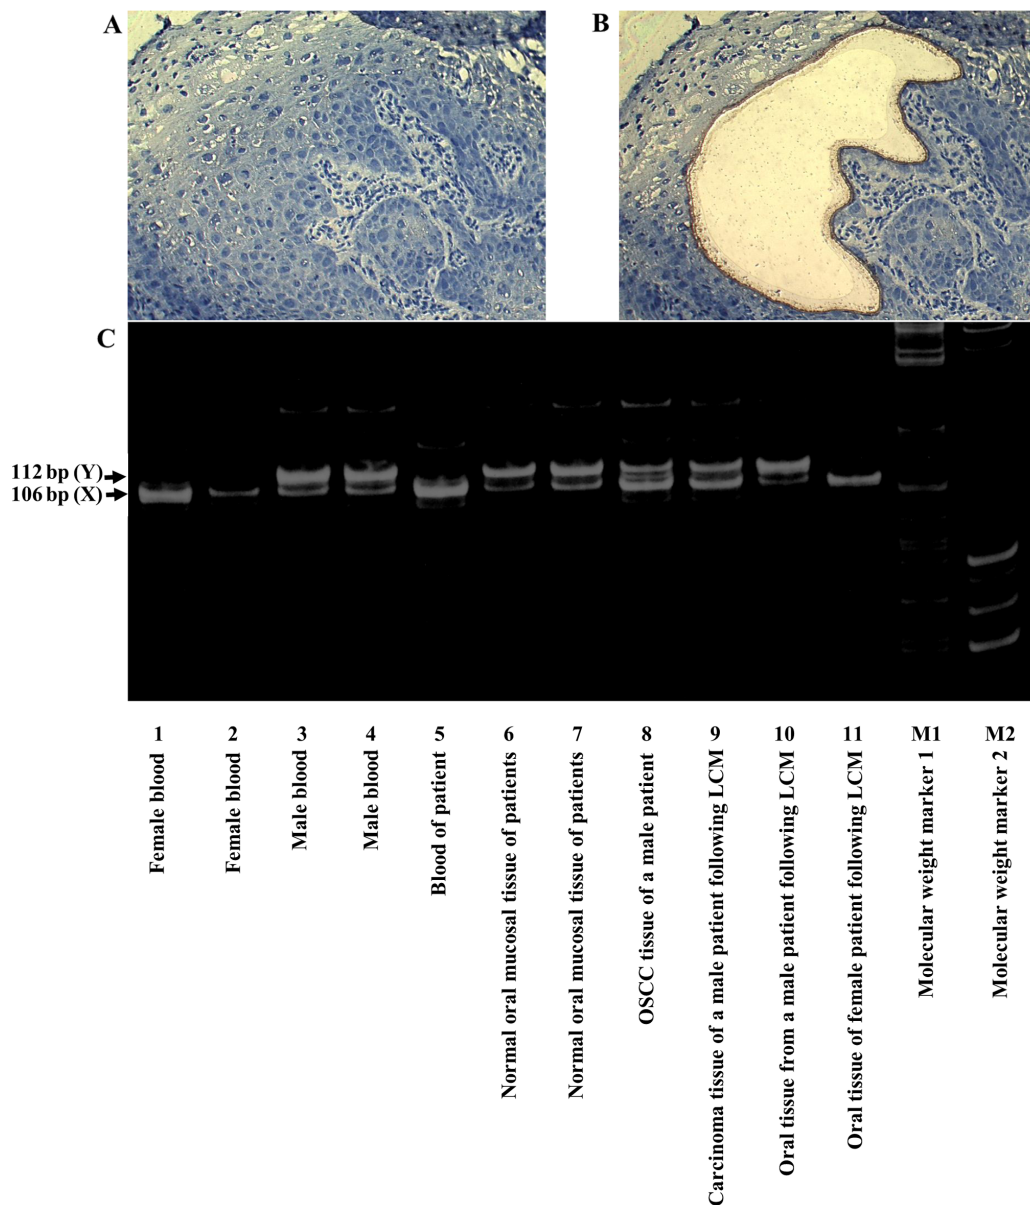 A
B
C
112 bp (Y)
106 bp (X)
1
2
3
4
5
6
7
8
9
10
11
M1
M2
Female blood
Female blood
Male blood
Male blood
Blood of patient
Normal oral mucosal tissue of patients
Normal oral mucosal tissue of patients
OSCC tissue of a male patient
Carcinoma tissue of a male patient following LCM
Oral tissue from a male patient following LCM
Oral tissue of female patient following LCM
Molecular weight marker 1
Molecular weight marker 2